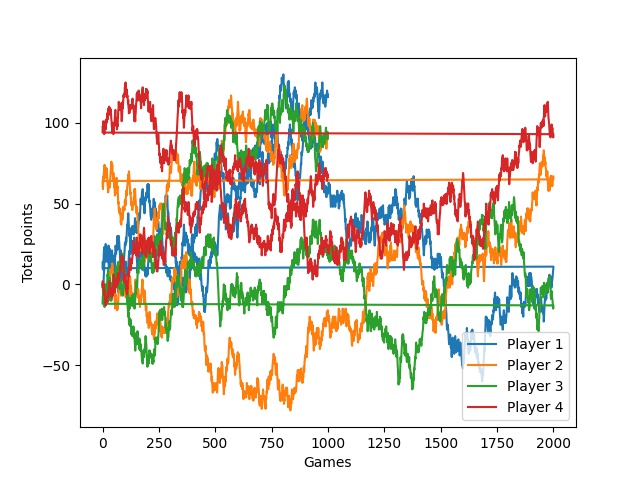 100
50
0
−50
Total points
0
250
500
750
1000
1250
1500
1750
2000
Games
Player 1
Player 2
Player 3
Player 4